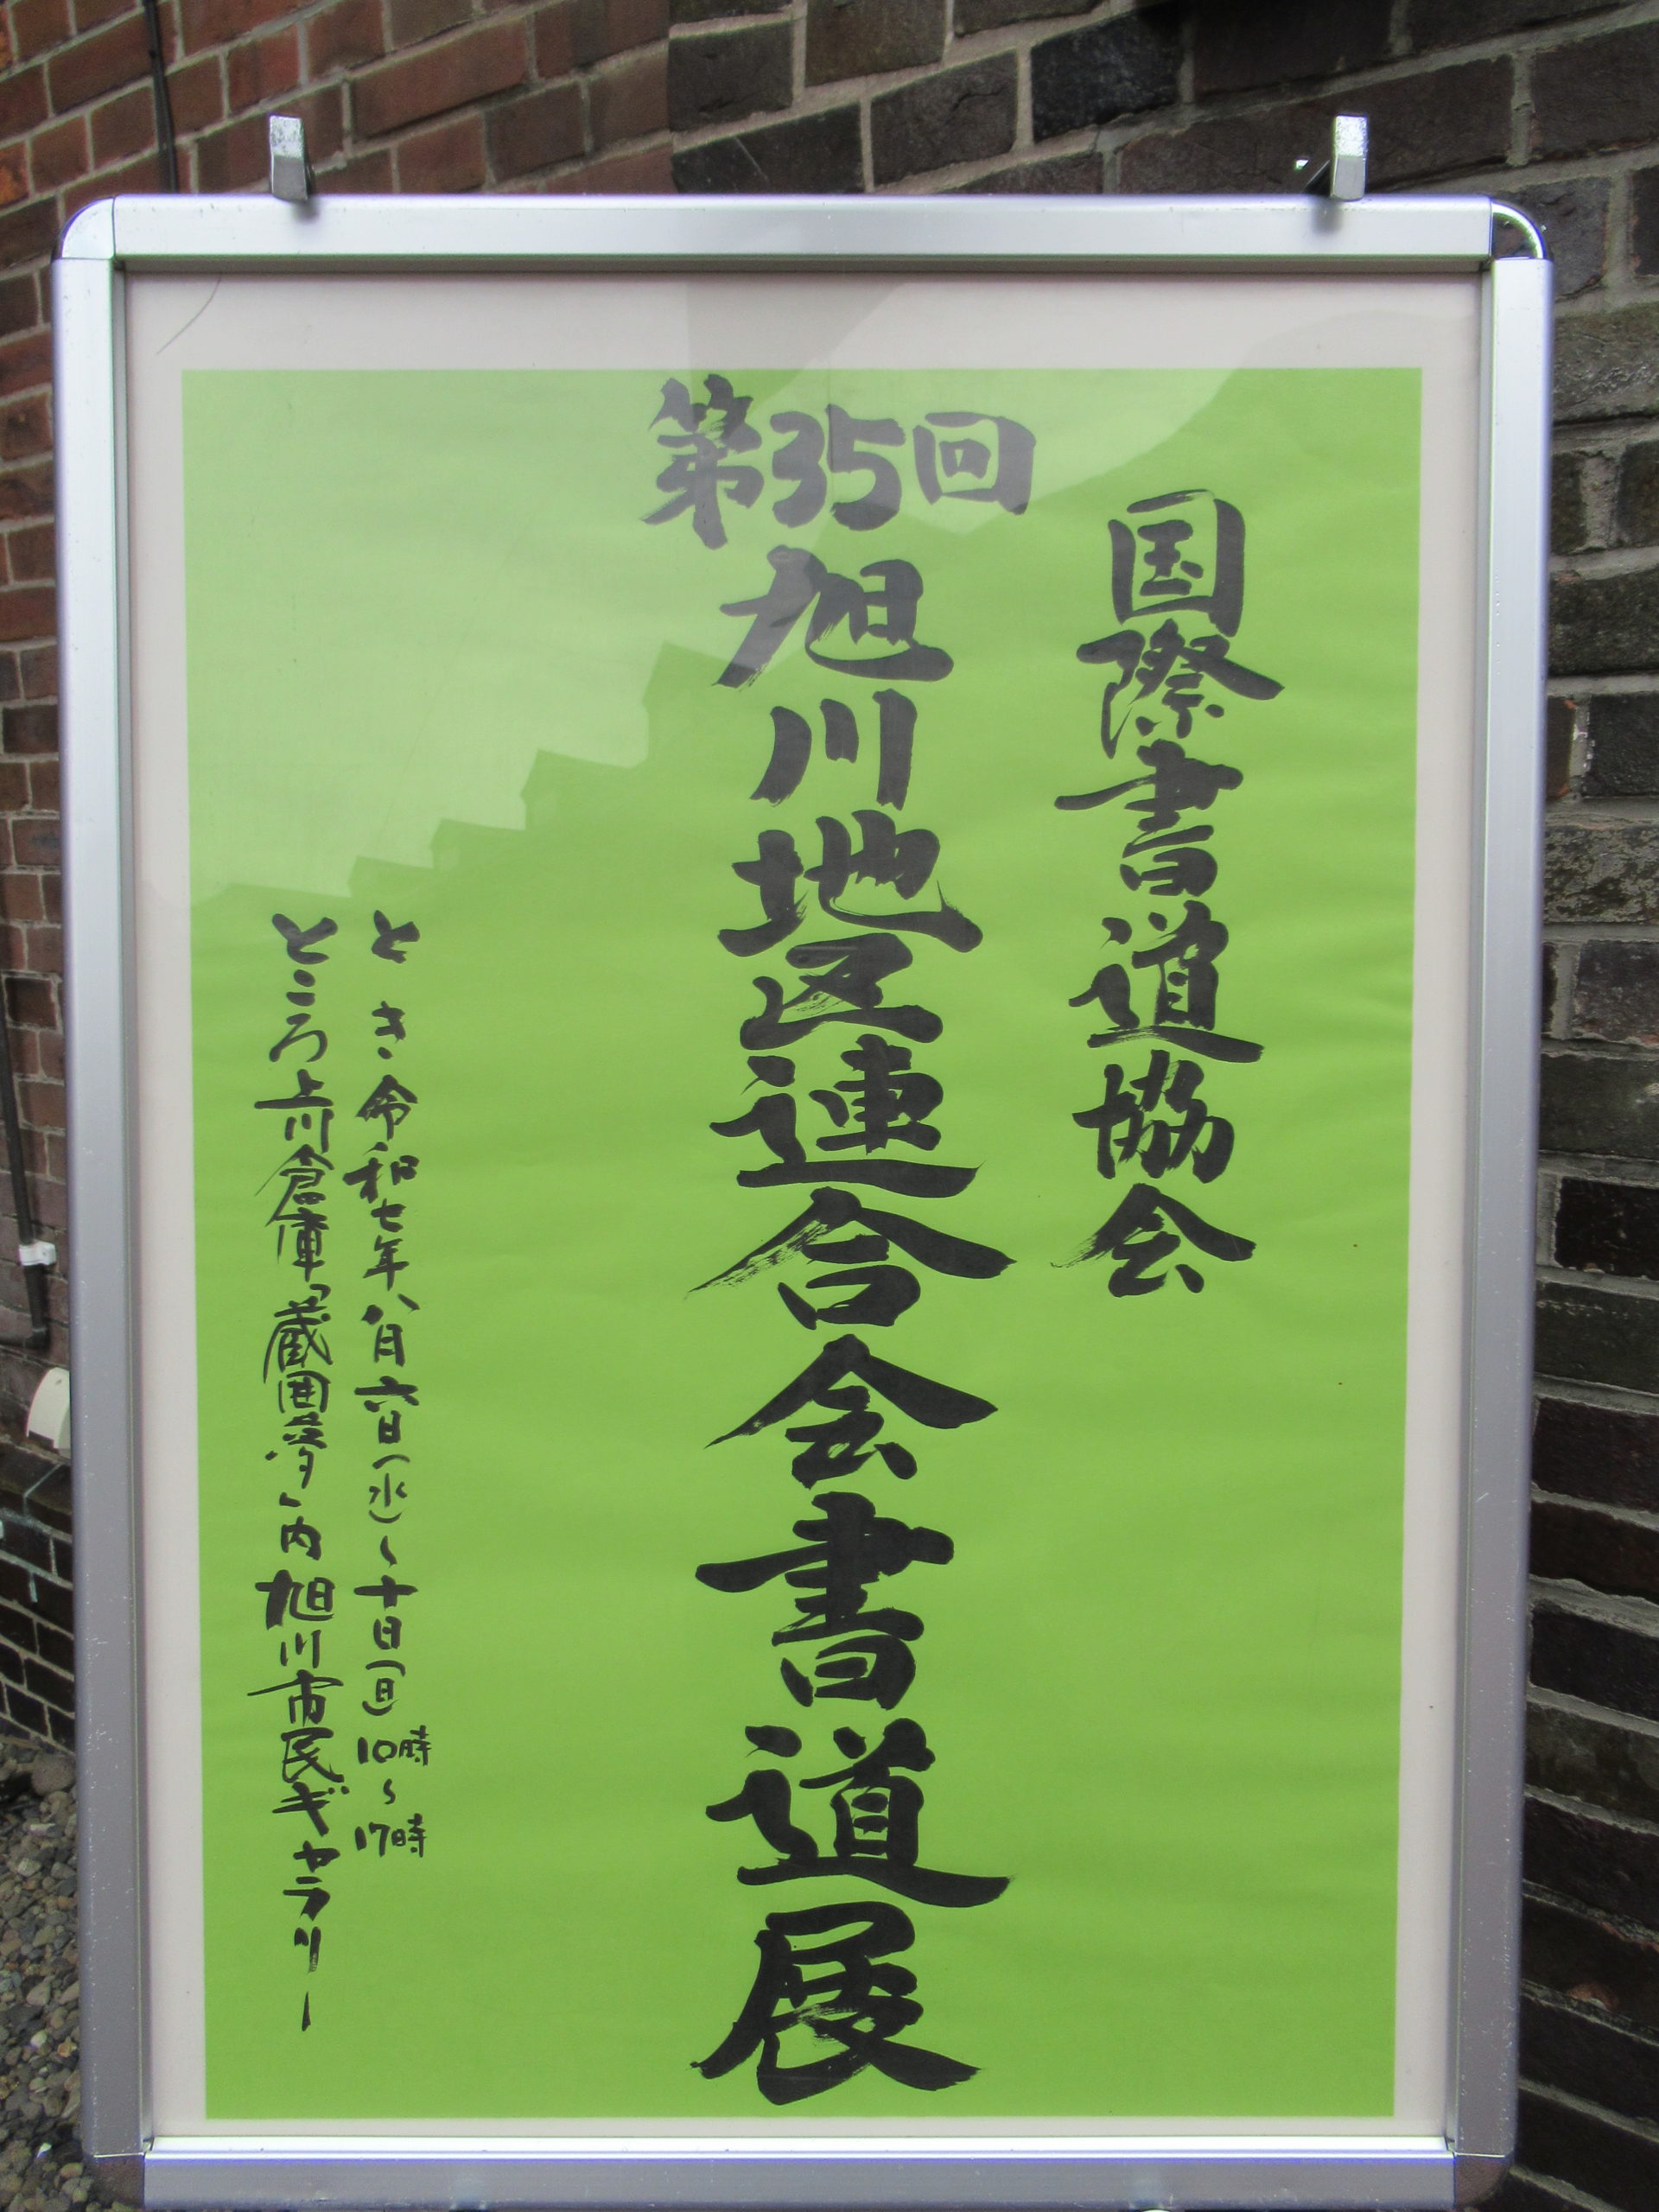 国際書道協会
第35回
旭川地区連合会書道展
とき 令和七年八月六日(水)〜十日(日)10時〜17時
ところ 上川倉庫「蔵囲夢」内 旭川市民ギャラリー